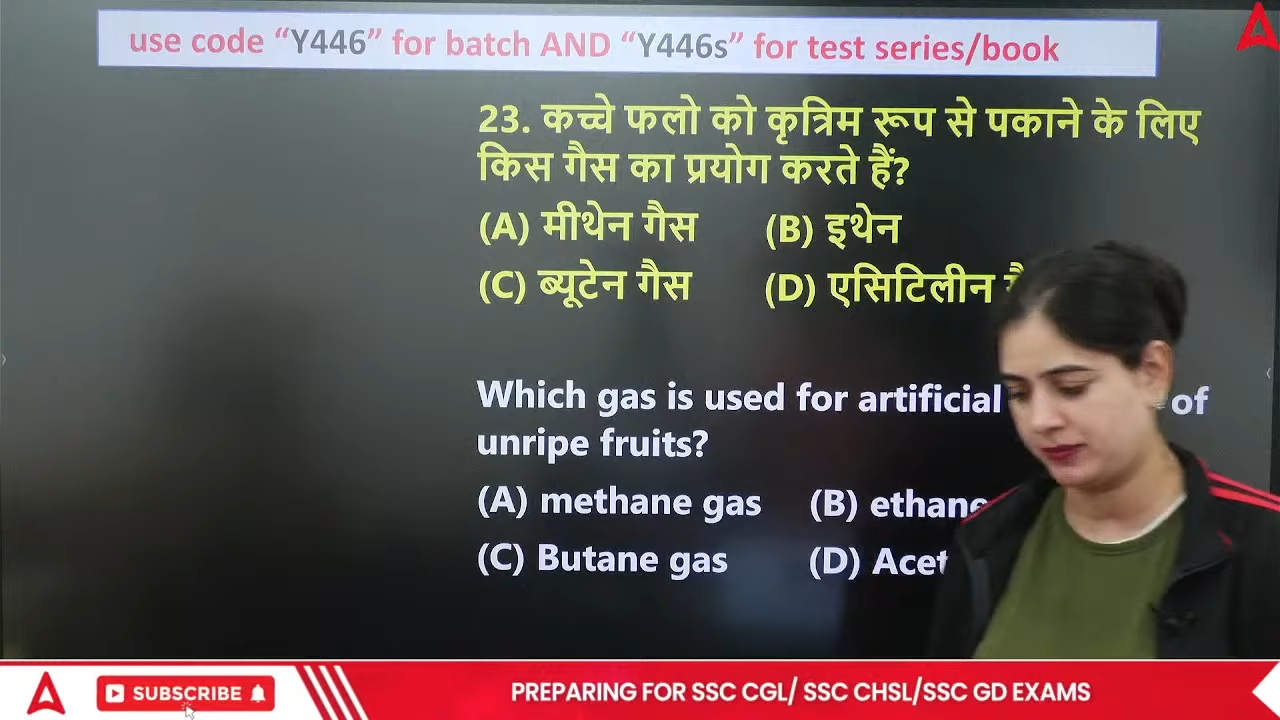 use code “Y446” for batch AND “Y446s” for test series/book
23. कच्चे फलो को कृत्रिम रूप से पकाने के लिए
किस गैस का प्रयोग करते हैं?
(A) मीथेन गैस (B) इथेन
(C) ब्यूटेन गैस (D) एसिटिलीन
Which gas is used for artificial of
unripe fruits?
(A) methane gas (B) ethane
(C) Butane gas (D)
SUBSCRIBE
PREPARING FOR SSC CGL/ SSC CHSL/SSC GD EXAMS